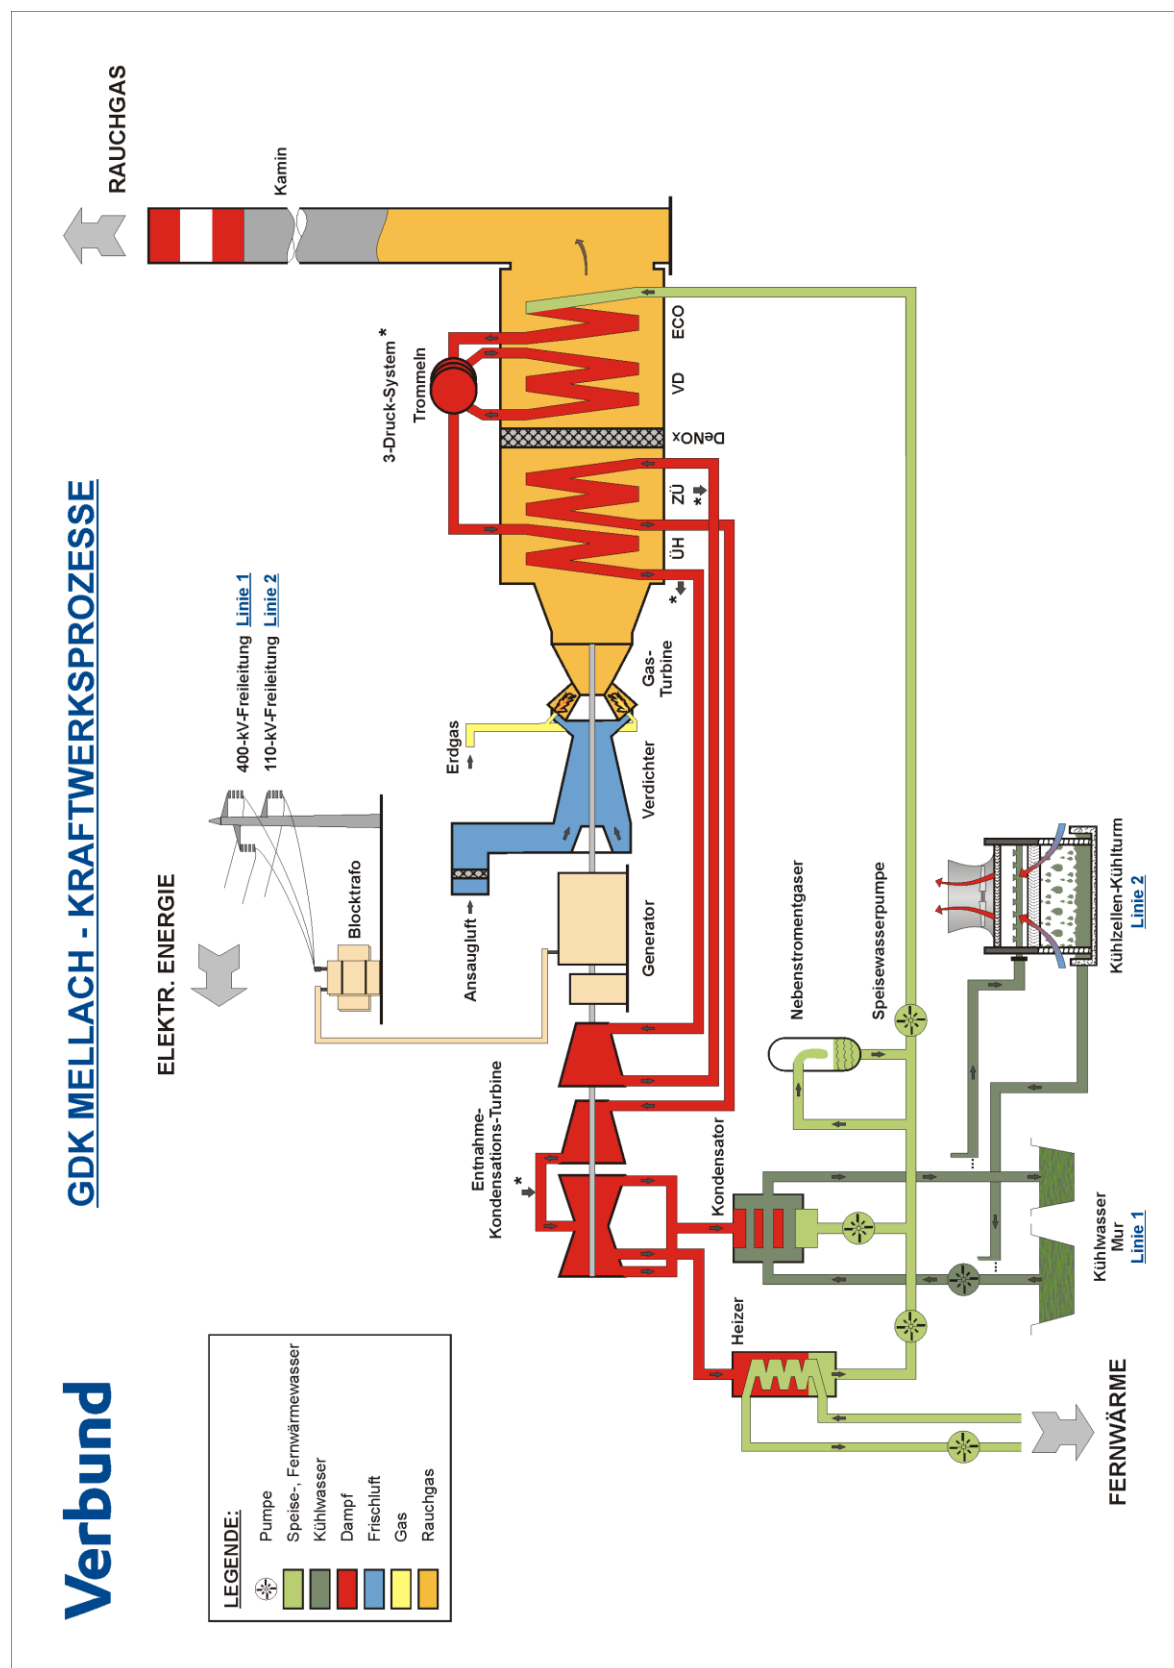 GDK MELLACH - KRAFTWERKSPROZESSE
Verbund
LEGENDE:
Pumpe
Speise-, Fernwärmewasser
Kühlwasser
Dampf
Frischluft
Gas
Rauchgas
ELEKTR. ENERGIE
Blocktrafo
400-kV-Freileitung Linie 1
110-kV-Freileitung Linie 2
RAUCHGAS
Kamin
3-Druck-System *
Trommeln
Erdgas
Ansaugluft
Entnahme-
Kondensations-Turbine
*
Generator
Verdichter
Gas-
Turbine
*
ÜH
ZÜ
*
DeNOx
VD
ECO
Heizer
Kondensator
Nebenstromentgaser
Speisewasserpumpe
FERNWÄRME
Kühlwasser
Mur
Linie 1
Kühlzellen-Kühlturm
Linie 2